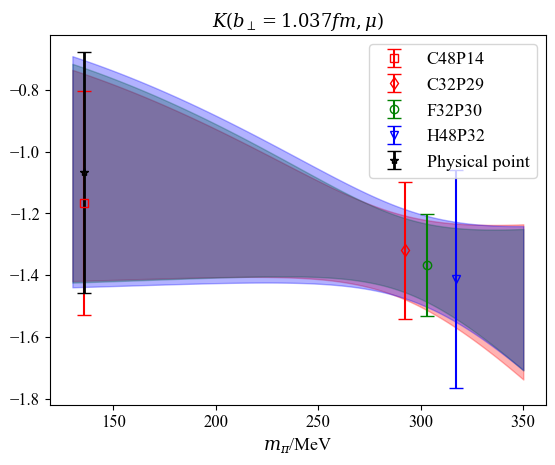 K(b⊥ = 1.037fm, μ)
C48P14
C32P29
F32P30
H48P32
Physical point
−0.8
−1.0
−1.2
−1.4
−1.6
−1.8
150 200 250 300 350
mπ/MeV